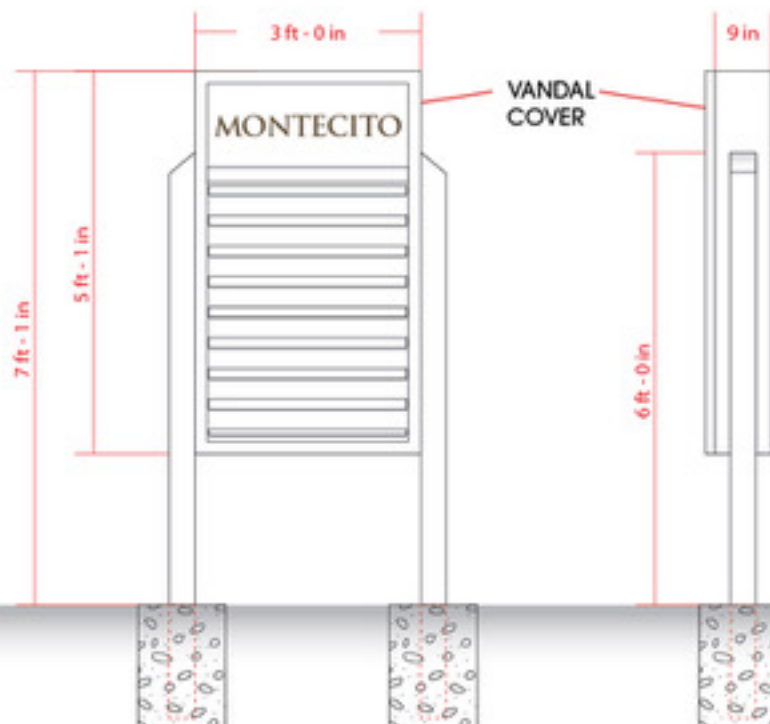 3 ft - 0 in
9 in
VANDAL
COVER
MONTECITO
5 ft - 1 in
7 ft - 1 in
6 ft - 0 in